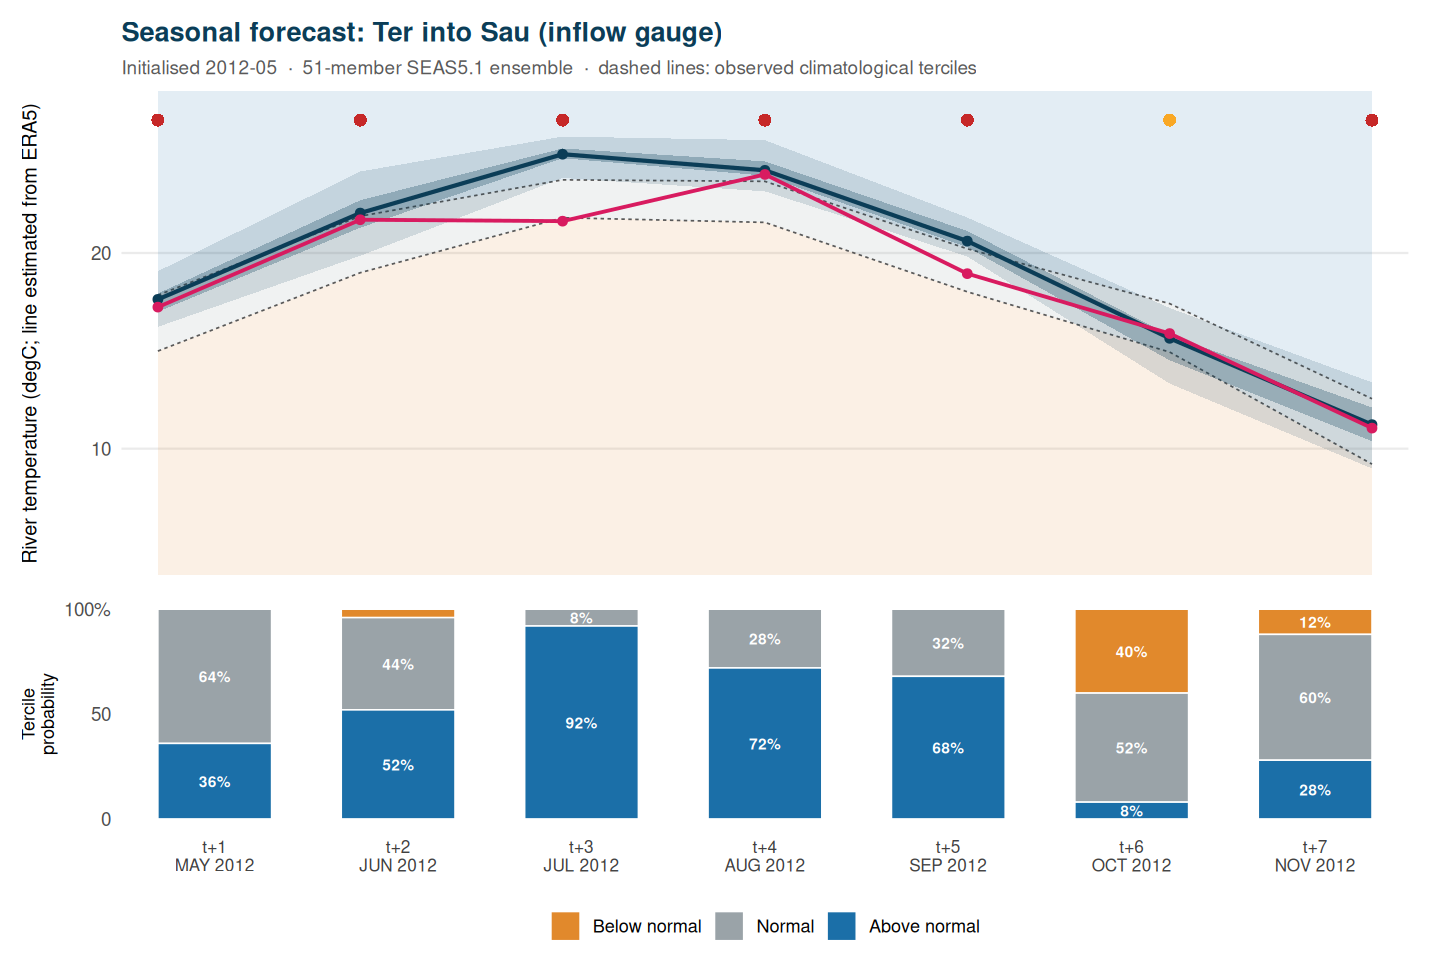 Seasonal forecast: Ter into Sau (inflow gauge)
Initialised 2012-05 · 51-member SEAS5.1 ensemble · dashed lines: observed climatological terciles
River temperature (degC; line estimated from ERA5)
20
10
Tercile
probability
100%
50
0
64%
36%
44%
52%
8%
92%
28%
72%
32%
68%
40%
52%
8%
12%
60%
28%
t+1
MAY 2012
t+2
JUN 2012
t+3
JUL 2012
t+4
AUG 2012
t+5
SEP 2012
t+6
OCT 2012
t+7
NOV 2012
Below normal
Normal
Above normal